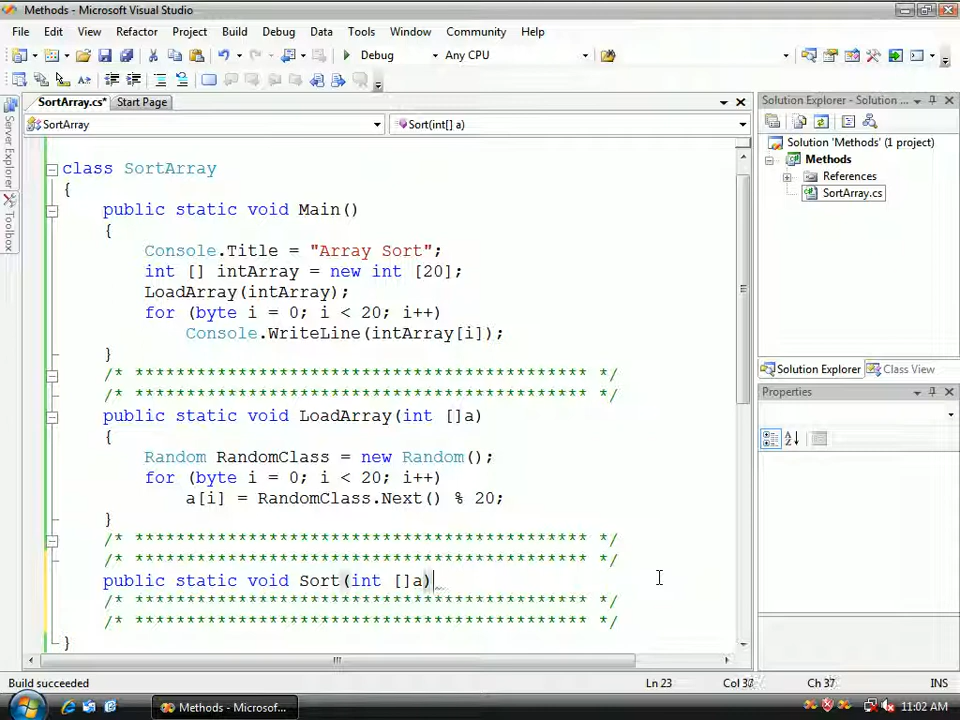 Methods - Microsoft Visual Studio
File Edit View Refactor Project Build Debug Data Tools Window Community Help
Debug Any CPU
SortArray.cs* Start Page
SortArray Sort(int[] a)
class SortArray
{
public static void Main()
{
Console.Title = "Array Sort";
int [] intArray = new int [20];
LoadArray(intArray);
for (byte i = 0; i < 20; i++)
Console.WriteLine(intArray[i]);
}
/* ******************************************** */
/* ******************************************** */
public static void LoadArray(int []a)
{
Random RandomClass = new Random();
for (byte i = 0; i < 20; i++)
a[i] = RandomClass.Next() % 20;
}
/* ******************************************** */
/* ******************************************** */
public static void Sort(int []a)
/* ******************************************** */
/* ******************************************** */
}
Server Explorer
Toolbox
Solution Explorer - Solution ...
Solution 'Methods' (1 project)
Methods
References
SortArray.cs
Solution Explorer Class View
Properties
Build succeeded Ln 23 Col 37 Ch 37 INS
Methods - Microsof... 11:02 AM